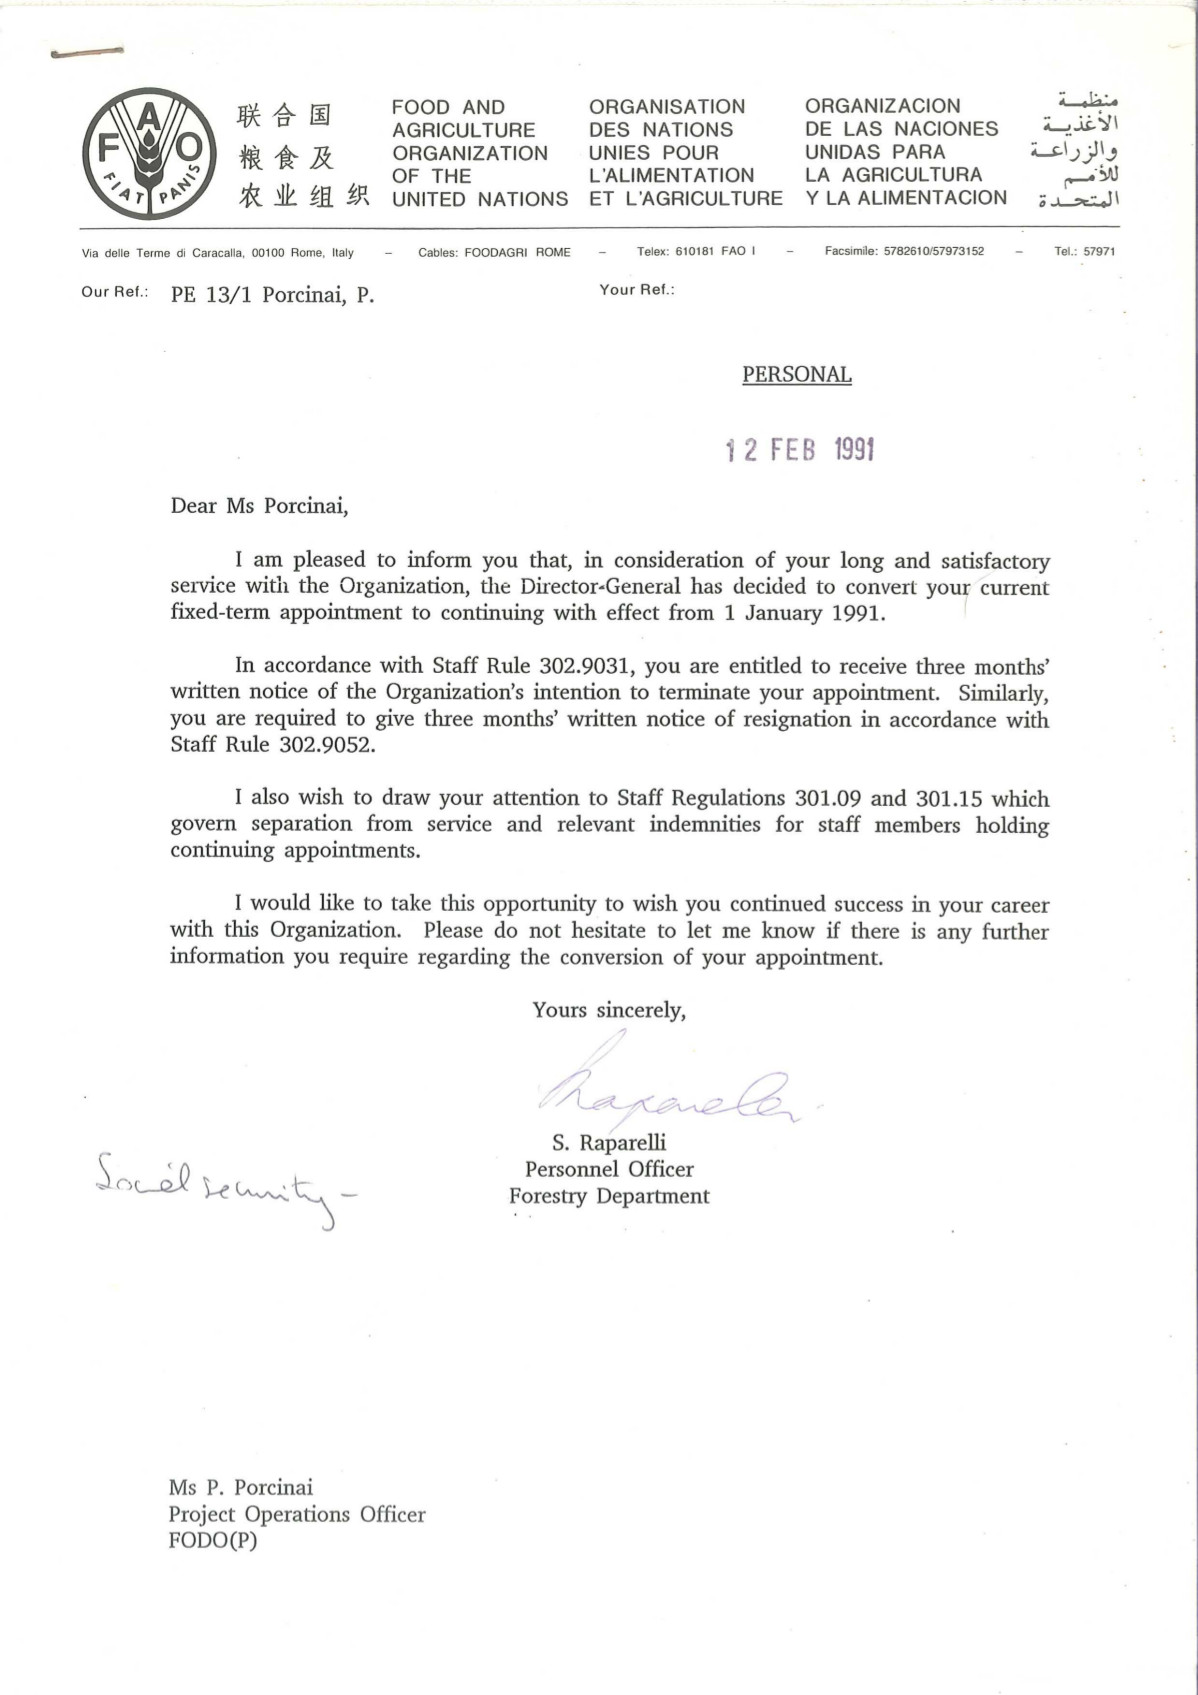 FAO
FIAT PANIS
联合国
粮食及
农业组织
FOOD AND
AGRICULTURE
ORGANIZATION
OF THE
UNITED NATIONS
ORGANISATION
DES NATIONS
UNIES POUR
L'ALIMENTATION
ET L'AGRICULTURE
ORGANIZACION
DE LAS NACIONES
UNIDAS PARA
LA AGRICULTURA
Y LA ALIMENTACION
منظمة
الأغذية
والزراعة
للأمم
المتحدة
Via delle Terme di Caracalla, 00100 Rome, Italy – Cables: FOODAGRI ROME – Telex: 610181 FAO I – Facsimile: 5782610/57973152 – Tel.: 57971
Our Ref.: PE 13/1 Porcinai, P. Your Ref.:
PERSONAL
12 FEB 1991
Dear Ms Porcinai,
I am pleased to inform you that, in consideration of your long and satisfactory
service with the Organization, the Director-General has decided to convert your current
fixed-term appointment to continuing with effect from 1 January 1991.
In accordance with Staff Rule 302.9031, you are entitled to receive three months’
written notice of the Organization’s intention to terminate your appointment. Similarly,
you are required to give three months’ written notice of resignation in accordance with
Staff Rule 302.9052.
I also wish to draw your attention to Staff Regulations 301.09 and 301.15 which
govern separation from service and relevant indemnities for staff members holding
continuing appointments.
I would like to take this opportunity to wish you continued success in your career
with this Organization. Please do not hesitate to let me know if there is any further
information you require regarding the conversion of your appointment.
Yours sincerely,
Raparelli
S. Raparelli
Personnel Officer
Forestry Department
Social security –
Ms P. Porcinai
Project Operations Officer
FODO(P)